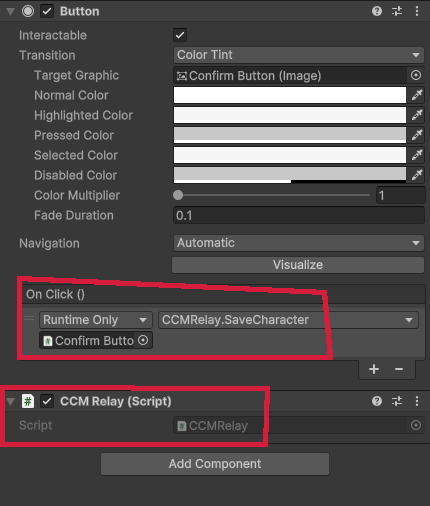 Button
Interactable
Transition
Color Tint
Target Graphic
Confirm Button (Image)
Normal Color
Highlighted Color
Pressed Color
Selected Color
Disabled Color
Color Multiplier
1
Fade Duration
0.1
Navigation
Automatic
Visualize
On Click ()
Runtime Only
CCMRelay.SaveCharacter
Confirm Butto
+ −
# CCM Relay (Script)
Script
CCMRelay
Add Component